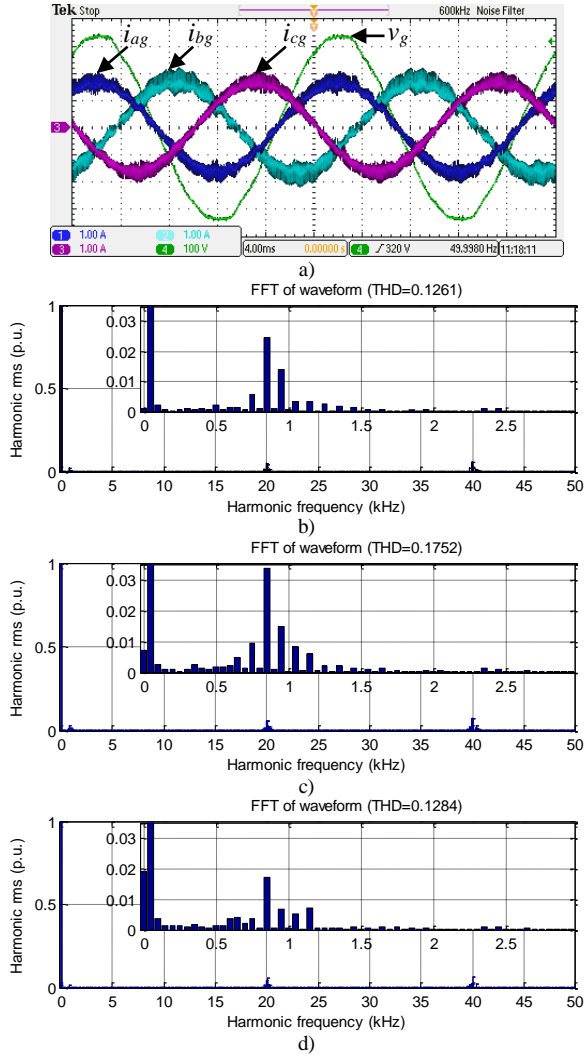 Tek Stop 600kHz Noise Filter
i_ag i_bg i_cg v_g
3
1 1.00 A 2 1.00 A
3 1.00 A 4 100 V
4.00ms 0.00000 s 4 320 V 49.9980 Hz 11:18:11
a)
FFT of waveform (THD=0.1261)
Harmonic rms (p.u.)
1
0.5
0
0.03
0.02
0.01
0
0 0.5 1 1.5 2 2.5
0 5 10 15 20 25 30 35 40 45 50
Harmonic frequency (kHz)
b)
FFT of waveform (THD=0.1752)
Harmonic rms (p.u.)
1
0.5
0
0.03
0.02
0.01
0
0 0.5 1 1.5 2 2.5
0 5 10 15 20 25 30 35 40 45 50
Harmonic frequency (kHz)
c)
FFT of waveform (THD=0.1284)
Harmonic rms (p.u.)
1
0.5
0
0.03
0.02
0.01
0
0 0.5 1 1.5 2 2.5
0 5 10 15 20 25 30 35 40 45 50
Harmonic frequency (kHz)
d)